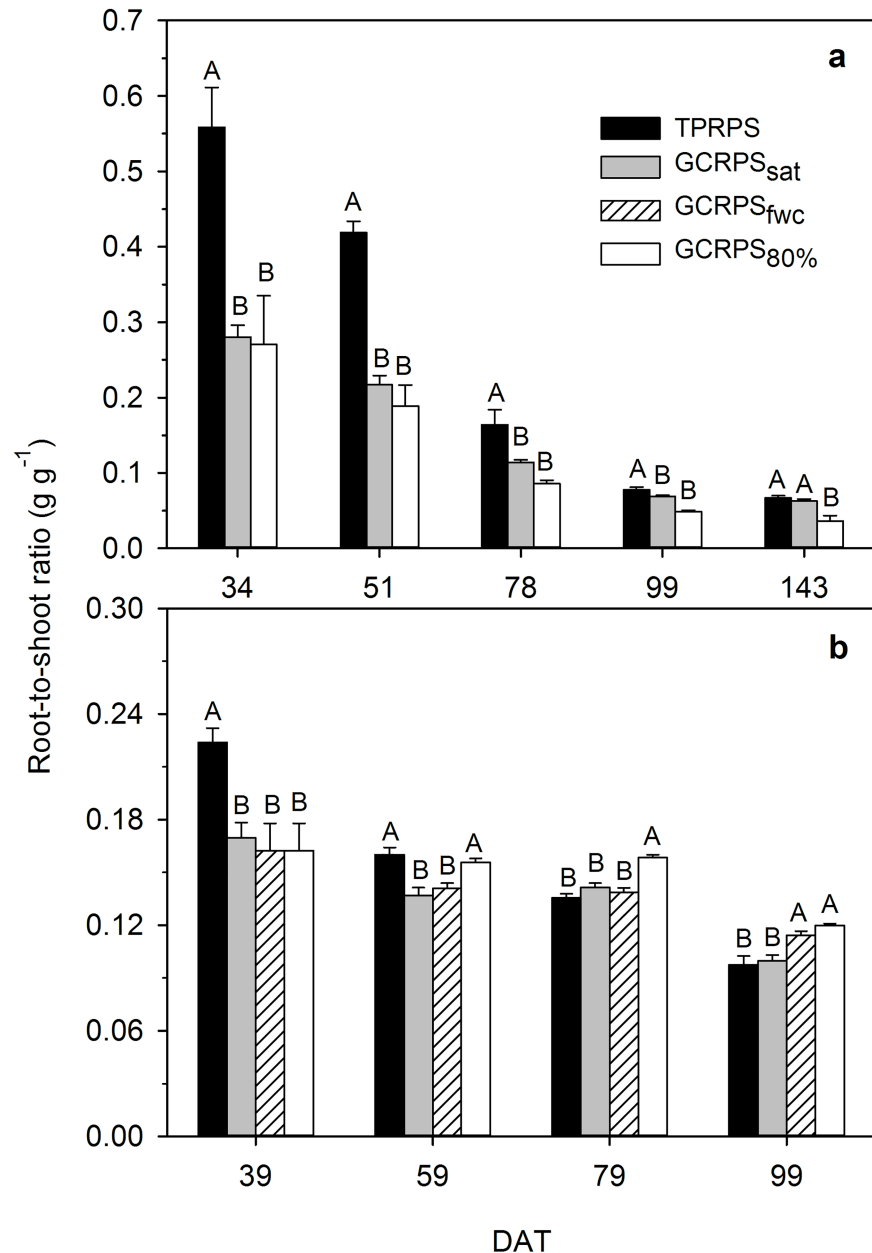 0.7
a
A
0.6
TPRPS
GCRPSsat
0.5
A
GCRPSfwc
0.4
GCRPS80%
B
B
0.3
B
B
0.2
A
B
B
0.1
A
B
B
A
A
B
0.0
34
51
78
99
143
Root-to-shoot ratio (g g-1)
0.30
b
0.24
A
B
B
B
0.18
A
B
B
A
B
B
B
A
0.12
B
B
A
A
0.06
0.00
39
59
79
99
DAT